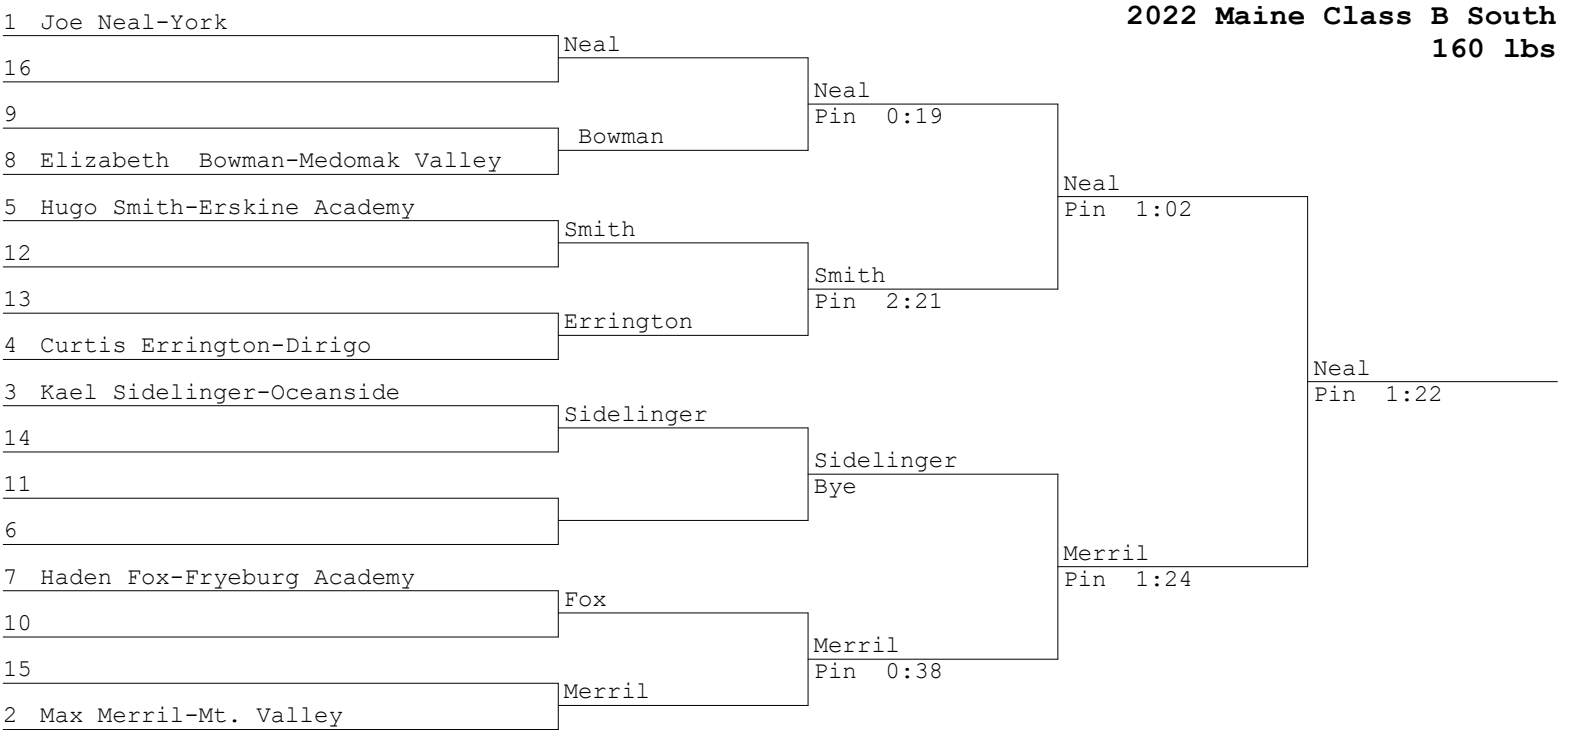 2022 Maine Class B South
160 lbs
1 Joe Neal-York
Neal
16
Neal
9
Pin 0:19
Bowman
8 Elizabeth Bowman-Medomak Valley
Neal
5 Hugo Smith-Erskine Academy
Pin 1:02
Smith
12
Smith
13
Pin 2:21
Errington
4 Curtis Errington-Dirigo
Neal
3 Kael Sidelinger-Oceanside
Pin 1:22
Sidelinger
14
Sidelinger
11
Bye
6
Merril
7 Haden Fox-Fryeburg Academy
Pin 1:24
Fox
10
Merril
15
Pin 0:38
Merril
2 Max Merril-Mt. Valley